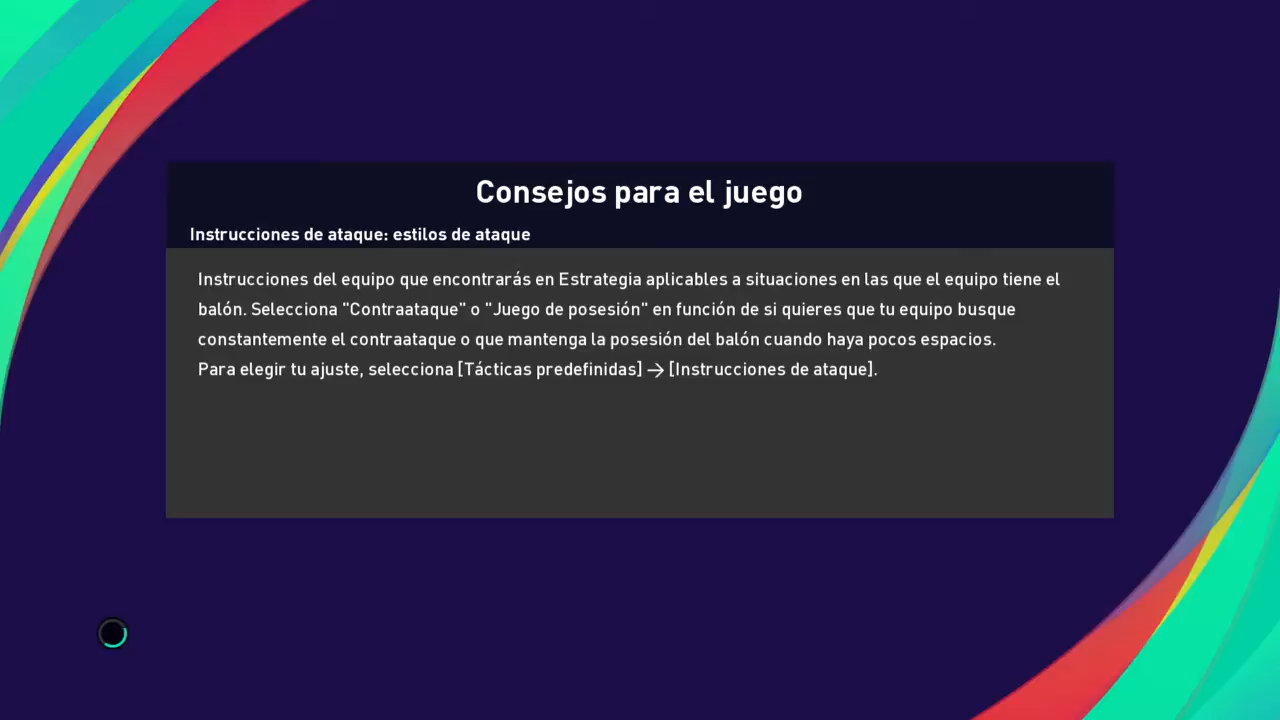 Consejos para el juego
Instrucciones de ataque: estilos de ataque
Instrucciones del equipo que encontrarás en Estrategia aplicables a situaciones en las que el equipo tiene el
balón. Selecciona "Contraataque" o "Juego de posesión" en función de si quieres que tu equipo busque
constantemente el contraataque o que mantenga la posesión del balón cuando haya pocos espacios.
Para elegir tu ajuste, selecciona [Tácticas predefinidas] → [Instrucciones de ataque].